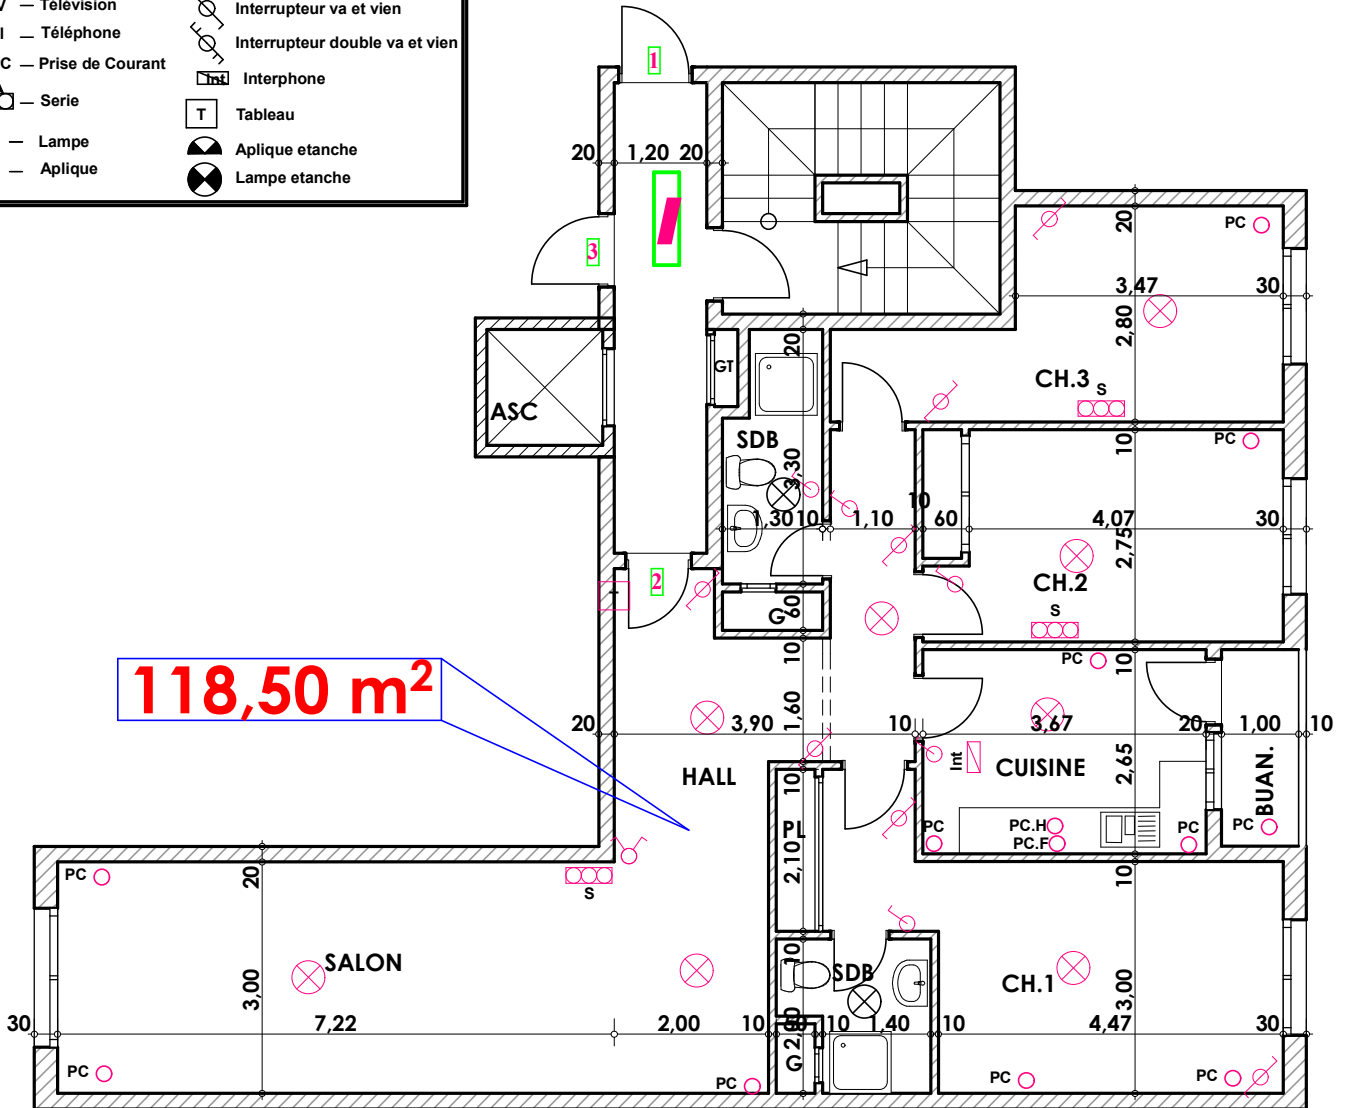 Télévision
Interrupteur va et vien
I — Téléphone
Interrupteur double va et vien
C — Prise de Courant
Int Interphone
Serie
T Tableau
Lampe
Aplique etanche
Aplique
Lampe etanche
1
20 1,20 20
3
20
PC
3,47 30
2,80
GT
20
ASC
CH.3 S
SDB
10
PC
3,30
10
1,30 10 1,10 60 4,07 30
2,75
2
CH.2
G 60
S
10
PC 10
118,50 m²
20 3,90 1,60 10 3,67 20 1,00 10
HALL
Int CUISINE 2,65 BUAN.
10
PL
PC PC.H PC PC
PC.F
2,10
PC
20
10
S
10
SALON
SDB
CH.1
3,00
3,00
30 7,22 2,00 10 10 1,40 10 4,47 30
G
PC
PC
PC
PC